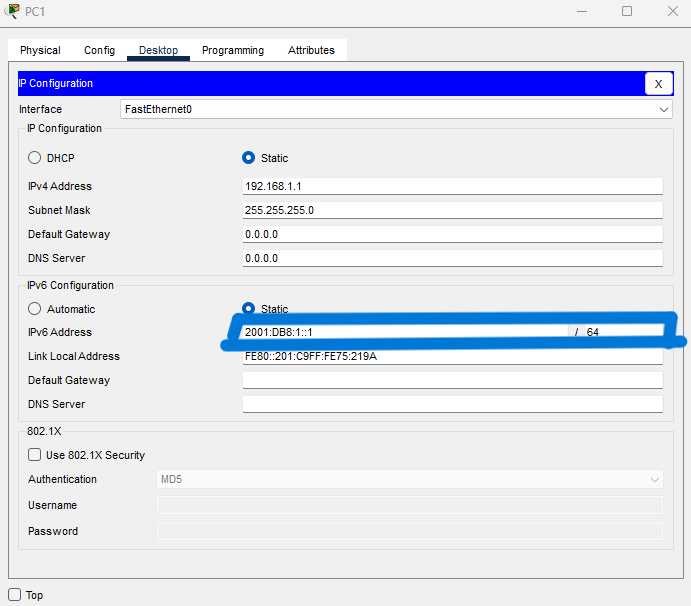 PC1
Physical Config Desktop Programming Attributes
IP Configuration X
Interface FastEthernet0
IP Configuration
DHCP Static
IPv4 Address 192.168.1.1
Subnet Mask 255.255.255.0
Default Gateway 0.0.0.0
DNS Server 0.0.0.0
IPv6 Configuration
Automatic Static
IPv6 Address 2001:DB8:1::1 / 64
Link Local Address FE80::201:C9FF:FE75:219A
Default Gateway
DNS Server
802.1X
Use 802.1X Security
Authentication MD5
Username
Password
Top